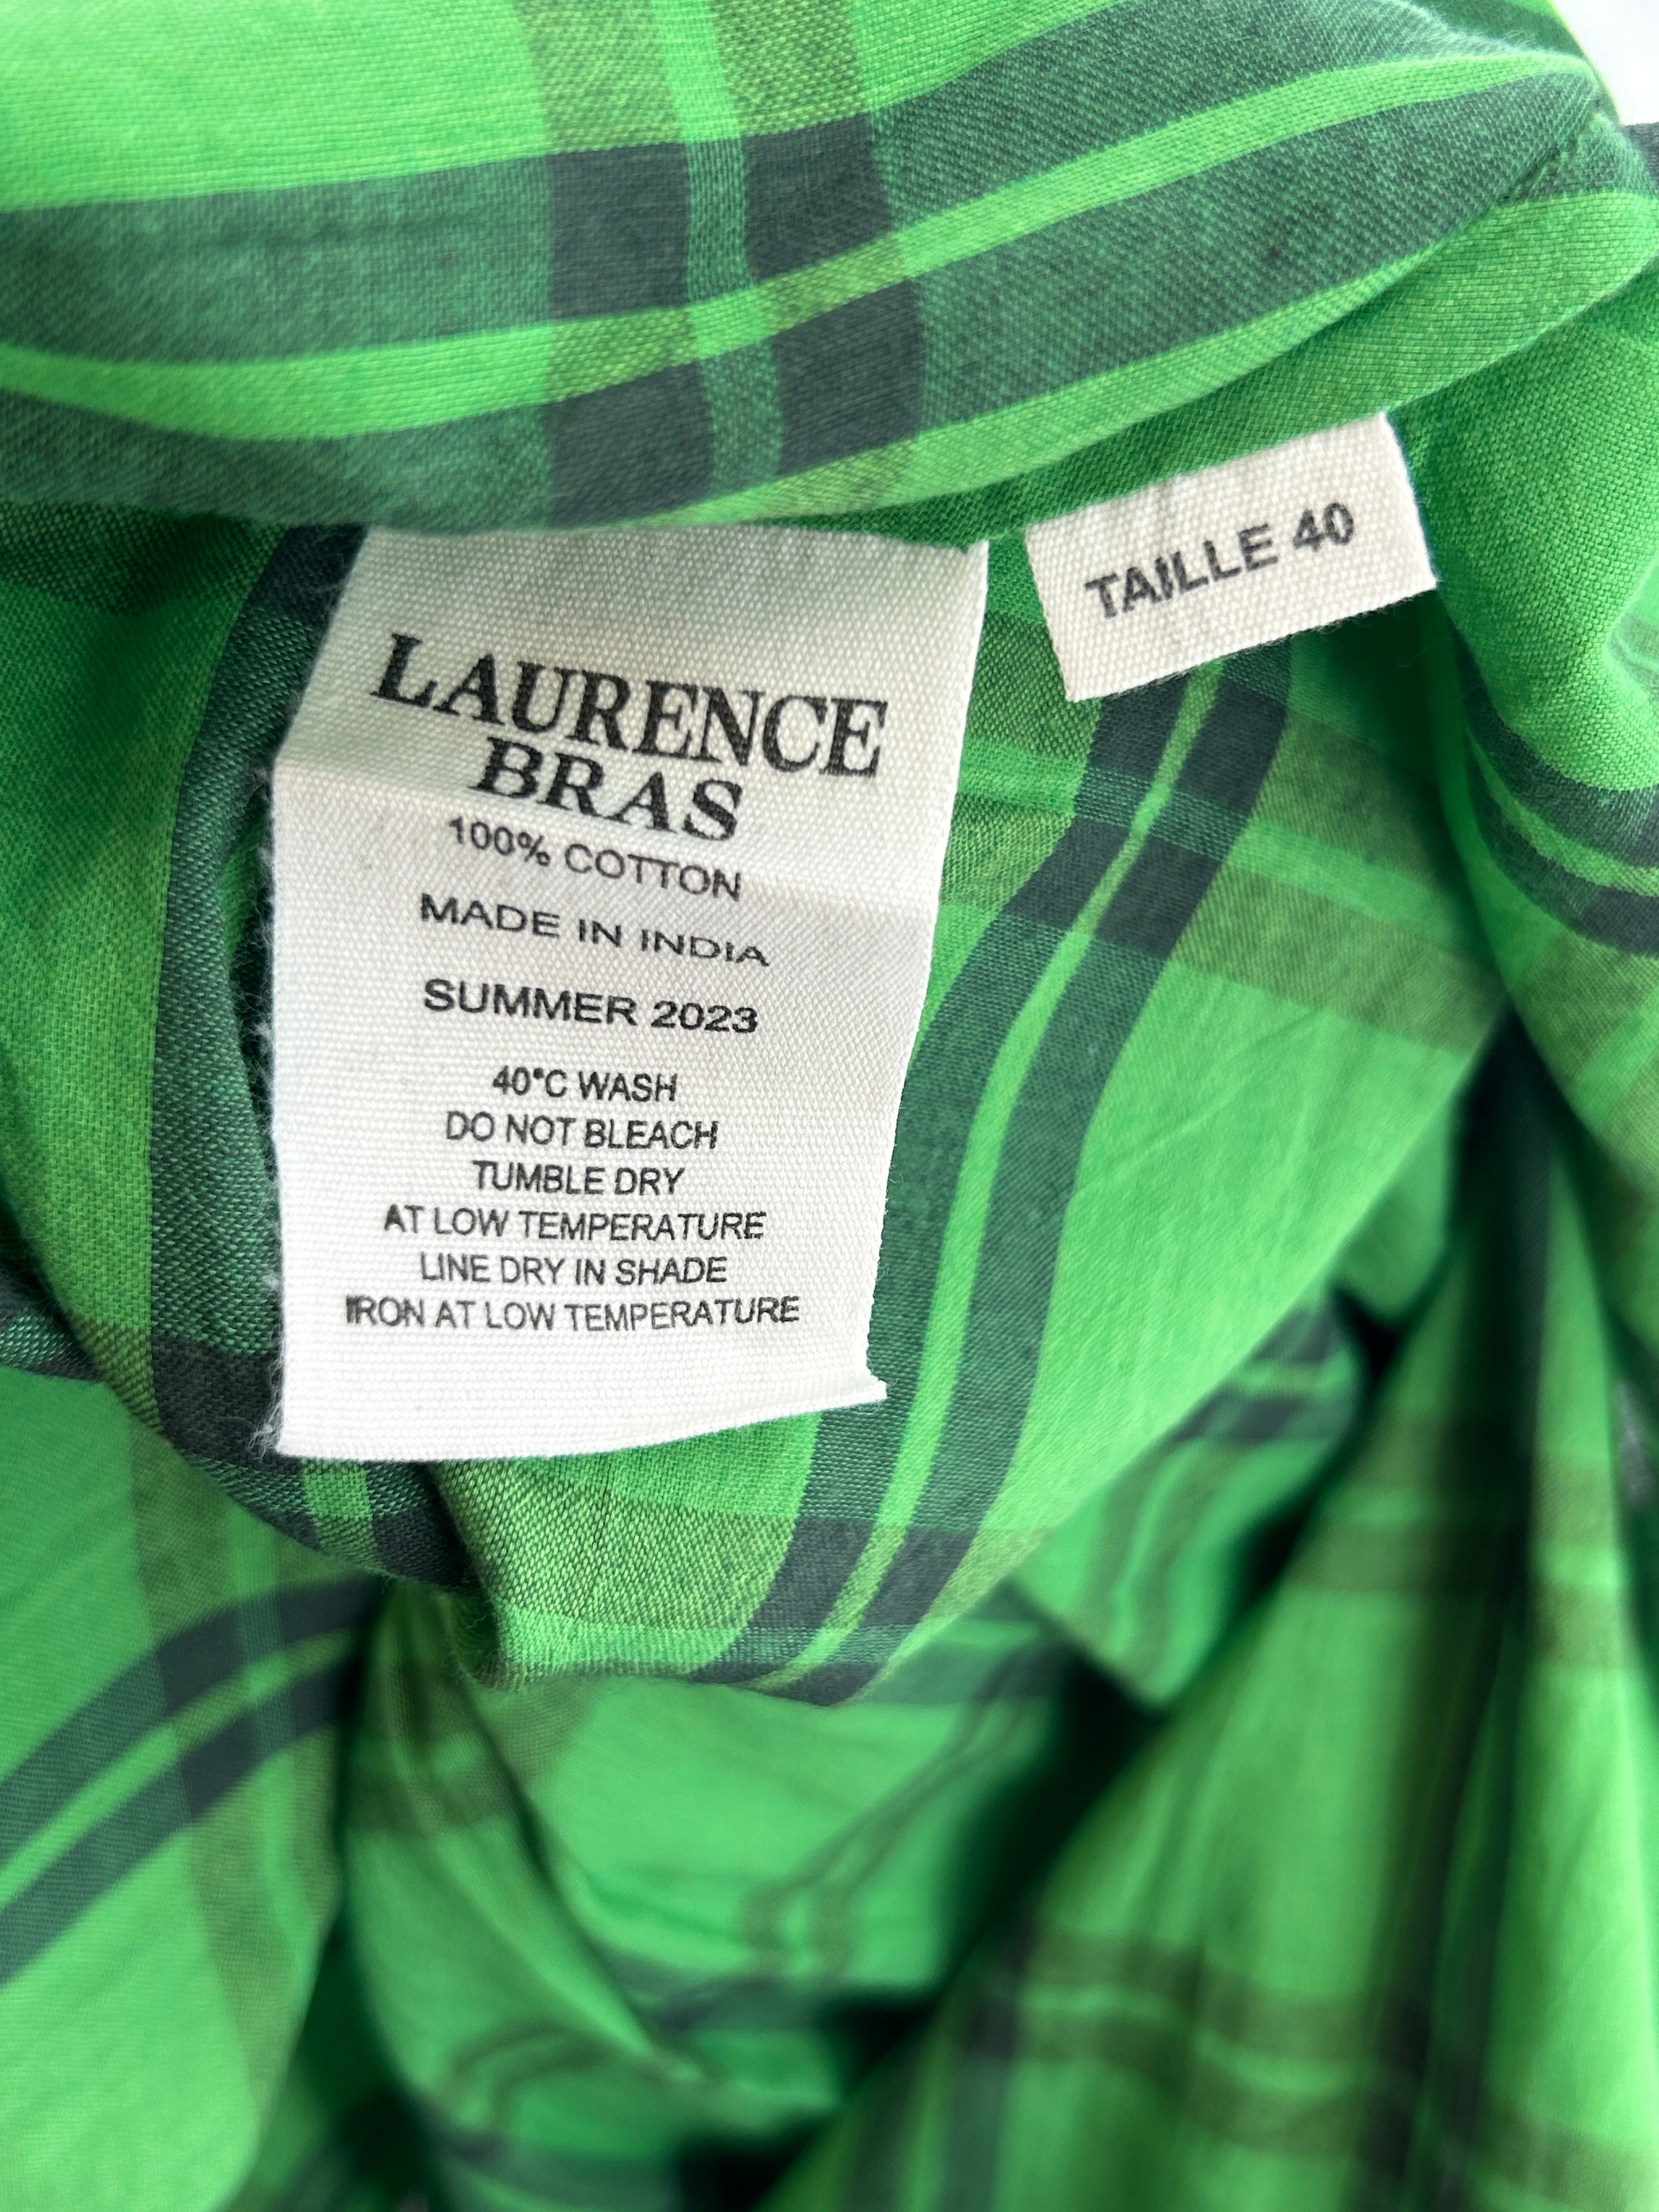 LAURENCE
BRAS
100% COTTON
MADE IN INDIA
SUMMER 2023
40°C WASH
DO NOT BLEACH
TUMBLE DRY
AT LOW TEMPERATURE
LINE DRY IN SHADE
IRON AT LOW TEMPERATURE
TAILLE 40